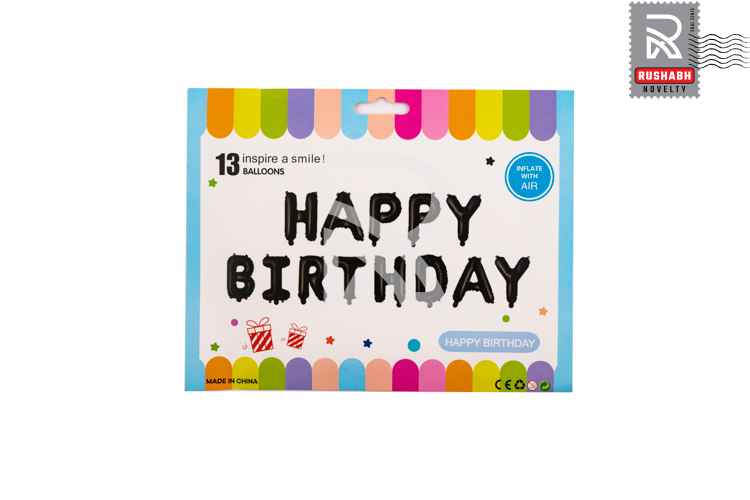 RUSHABH
NOVELTY
13 inspire a smile!
BALLOONS
INFLATE
WITH
AIR
HAPPY
BIRTHDAY
HAPPY BIRTHDAY
MADE IN CHINA
CE